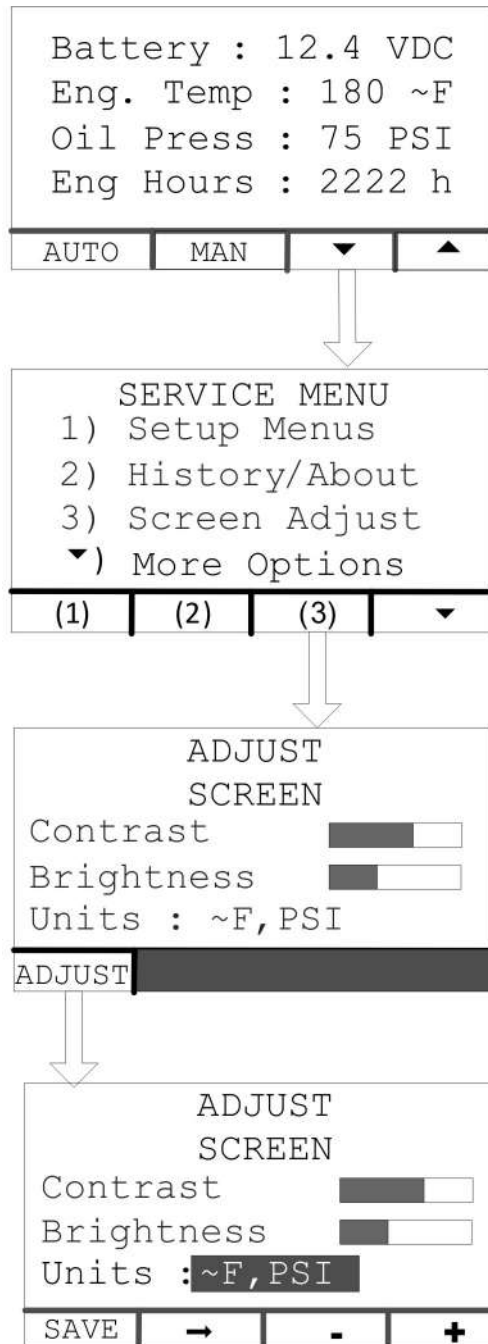 Battery : 12.4 VDC
Eng. Temp : 180 ~F
Oil Press : 75 PSI
Eng Hours : 2222 h
AUTO MAN ▼ ▲
SERVICE MENU
1) Setup Menus
2) History/About
3) Screen Adjust
▼) More Options
(1) (2) (3) ▼
ADJUST
SCREEN
Contrast
Brightness
Units : ~F,PSI
ADJUST
ADJUST
SCREEN
Contrast
Brightness
Units :~F,PSI
SAVE → - +